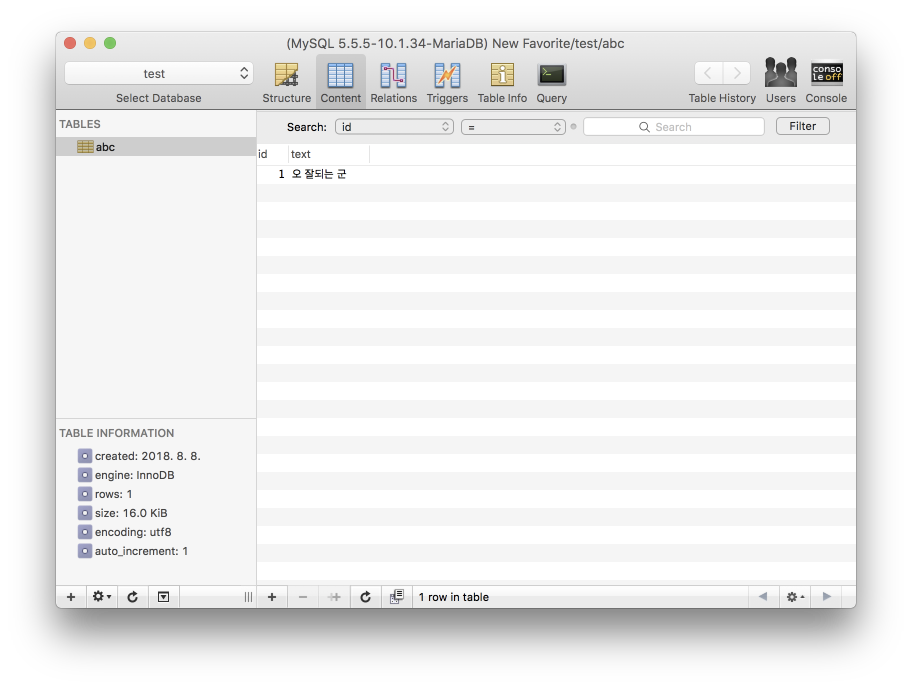 (MySQL 5.5.5-10.1.34-MariaDB) New Favorite/test/abc
test
Select Database
Structure
Content
Relations
Triggers
Table Info
Query
Table History
Users
conso
le off
Console
TABLES
abc
Search:
id
=
Search
Filter
id text
1 오 잘되는 군
TABLE INFORMATION
created: 2018. 8. 8.
engine: InnoDB
rows: 1
size: 16.0 KiB
encoding: utf8
auto_increment: 1
1 row in table